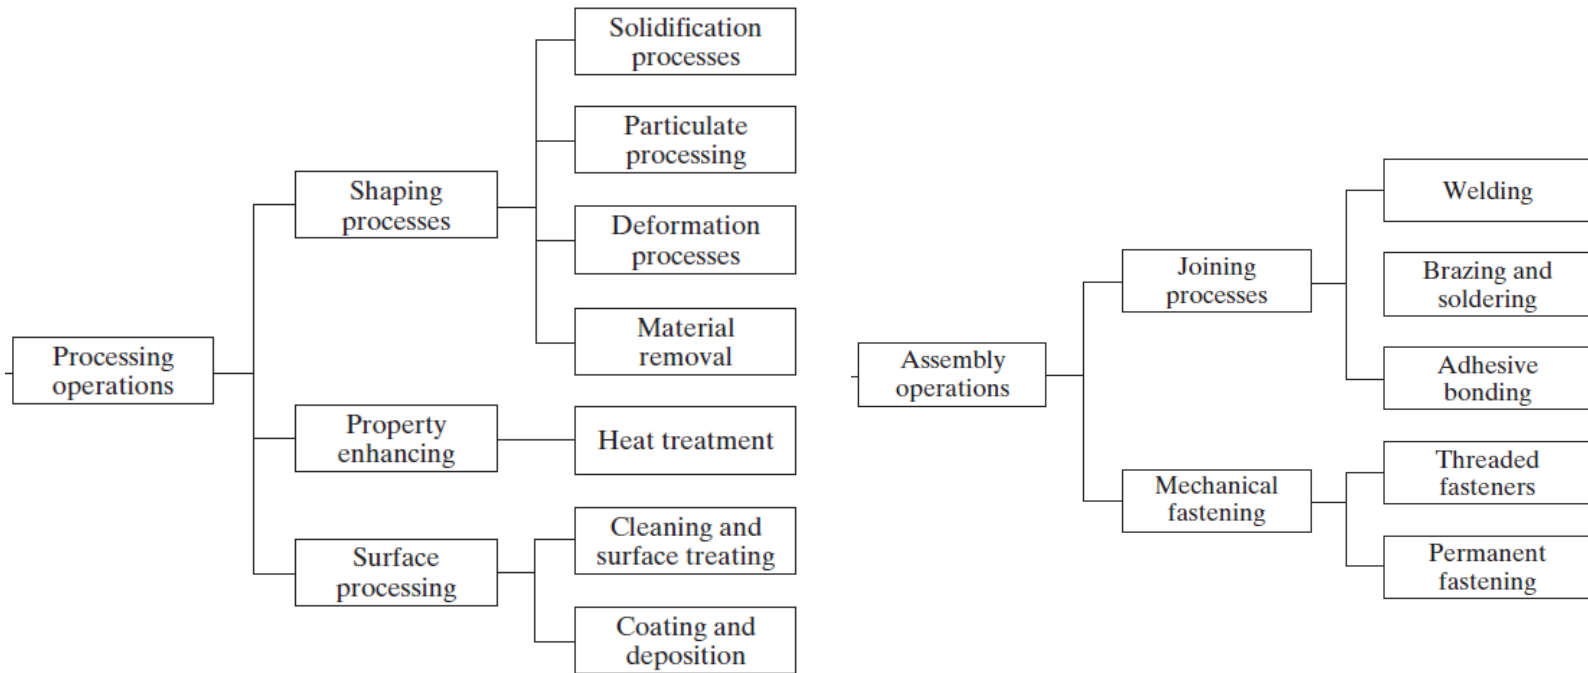 Solidification
processes
Particulate
processing
Shaping
processes
Deformation
processes
Material
removal
Processing
operations
Property
enhancing
Heat treatment
Cleaning and
surface treating
Surface
processing
Coating and
deposition
Welding
Joining
processes
Brazing and
soldering
Assembly
operations
Adhesive
bonding
Threaded
fasteners
Mechanical
fastening
Permanent
fastening